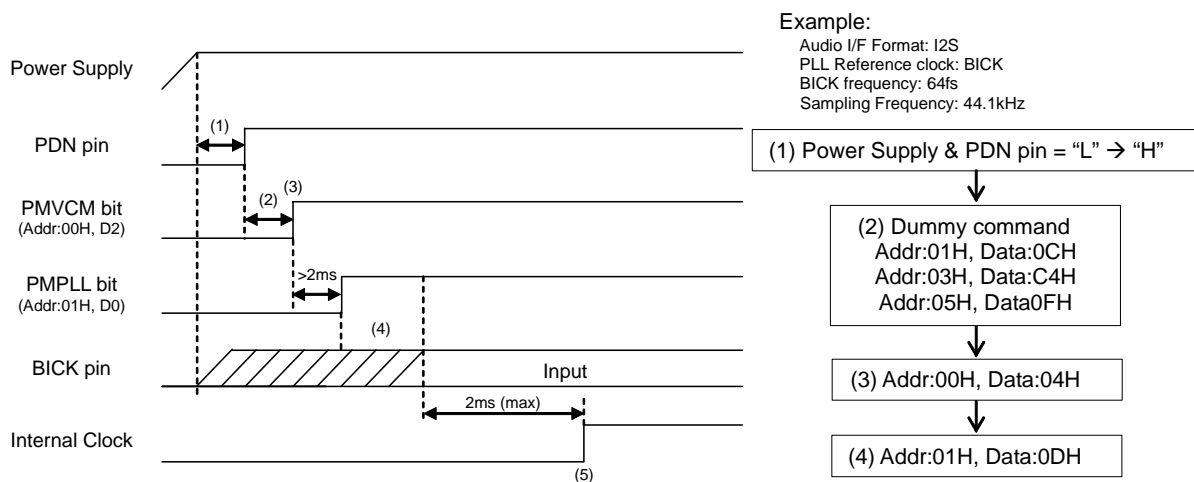 Example:
Audio I/F Format: I2S
PLL Reference clock: BICK
BICK frequency: 64fs
Sampling Frequency: 44.1kHz
Power Supply
(1)
PDN pin
(2)
(3)
PMVCM bit
(Addr:00H, D2)
>2ms
PMPLL bit
(Addr:01H, D0)
(4)
BICK pin
Input
2ms (max)
Internal Clock
(5)
(1) Power Supply & PDN pin = “L” → “H”
(2) Dummy command
Addr:01H, Data:0CH
Addr:03H, Data:C4H
Addr:05H, Data0FH
(3) Addr:00H, Data:04H
(4) Addr:01H, Data:0DH